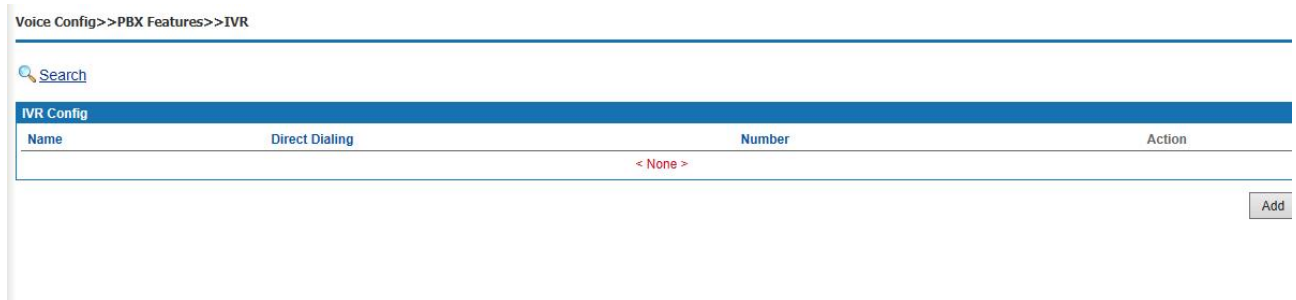 Voice Config>>PBX Features>>IVR
Search
IVR Config
Name Direct Dialing Number Action
< None >
Add